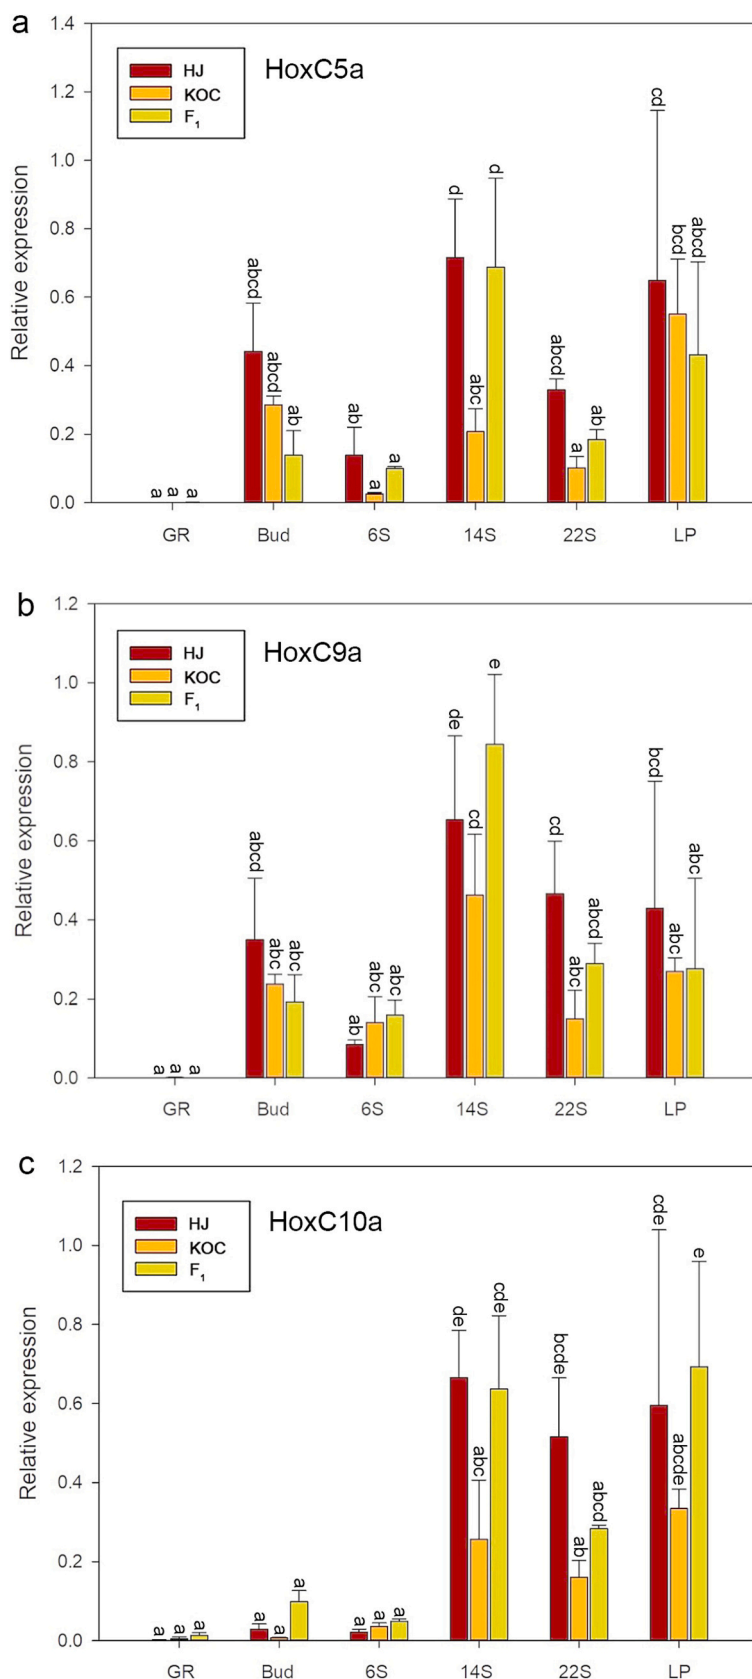 a
HoxC5a
HJ
KOC
F1
Relative expression
1.4
1.2
1.0
0.8
0.6
0.4
0.2
0.0
a a a
abcd abcd ab
ab a a
d abc d
abcd a ab
cd bcd abcd
GR Bud 6S 14S 22S LP
b
HoxC9a
HJ
KOC
F1
Relative expression
1.2
1.0
0.8
0.6
0.4
0.2
0.0
a a a
abcd abc abc
ab abc abc
de cd e
cd abc abcd
bcd abc abc
GR Bud 6S 14S 22S LP
c
HoxC10a
HJ
KOC
F1
Relative expression
1.2
1.0
0.8
0.6
0.4
0.2
0.0
a a a
a a a
a a a
de abc cde
bcde ab abcd
cde abcde e
GR Bud 6S 14S 22S LP